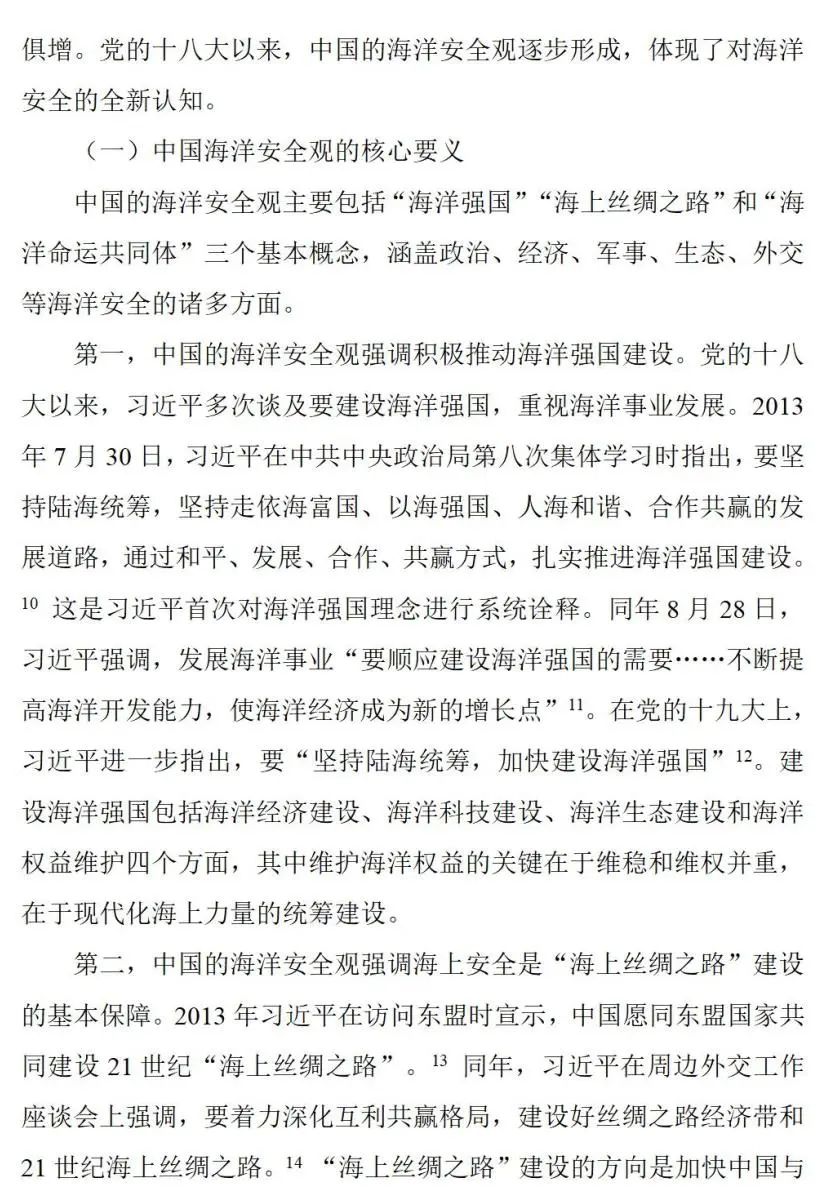 俱增。党的十八大以来，中国的海洋安全观逐步形成，体现了对海洋
安全的全新认知。
（一）中国海洋安全观的核心要义
中国的海洋安全观主要包括“海洋强国”“海上丝绸之路”和“海
洋命运共同体”三个基本概念，涵盖政治、经济、军事、生态、外交
等海洋安全的诸多方面。
第一，中国的海洋安全观强调积极推动海洋强国建设。党的十八
大以来，习近平多次谈及要建设海洋强国，重视海洋事业发展。2013
年 7 月 30 日，习近平在中共中央政治局第八次集体学习时指出，要坚
持陆海统筹，坚持走依海富国、以海强国、人海和谐、合作共赢的发
展道路，通过和平、发展、合作、共赢方式，扎实推进海洋强国建设。
10 这是习近平首次对海洋强国理念进行系统诠释。同年 8 月 28 日，
习近平强调，发展海洋事业“要顺应建设海洋强国的需要……不断提
高海洋开发能力，使海洋经济成为新的增长点”11。在党的十九大上，
习近平进一步指出，要“坚持陆海统筹，加快建设海洋强国”12。建
设海洋强国包括海洋经济建设、海洋科技建设、海洋生态建设和海洋
权益维护四个方面，其中维护海洋权益的关键在于维稳和维权并重，
在于现代化海上力量的统筹建设。
第二，中国的海洋安全观强调海上安全是“海上丝绸之路”建设
的基本保障。2013 年习近平在访问东盟时宣示，中国愿同东盟国家共
同建设 21 世纪“海上丝绸之路”。13 同年，习近平在周边外交工作
座谈会上强调，要着力深化互利共赢格局，建设好丝绸之路经济带和
21 世纪海上丝绸之路。14 “海上丝绸之路”建设的方向是加快中国与